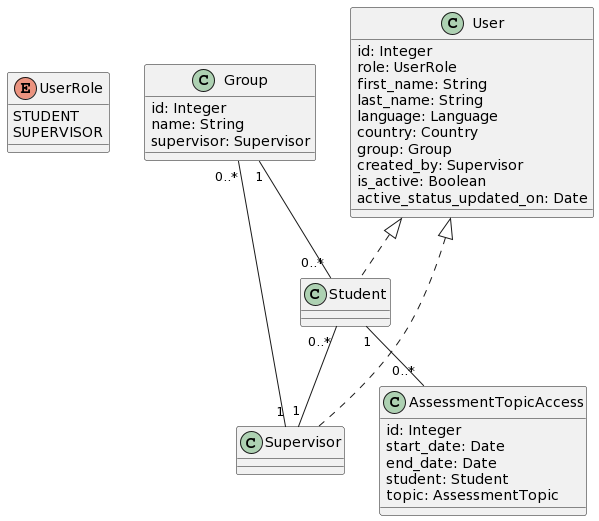 E UserRole
STUDENT
SUPERVISOR
C Group
id: Integer
name: String
supervisor: Supervisor
C User
id: Integer
role: UserRole
first_name: String
last_name: String
language: Language
country: Country
group: Group
created_by: Supervisor
is_active: Boolean
active_status_updated_on: Date
0..*
1
0..*
C Student
0..*
1
0..*
1
1
C Supervisor
C AssessmentTopicAccess
id: Integer
start_date: Date
end_date: Date
student: Student
topic: AssessmentTopic